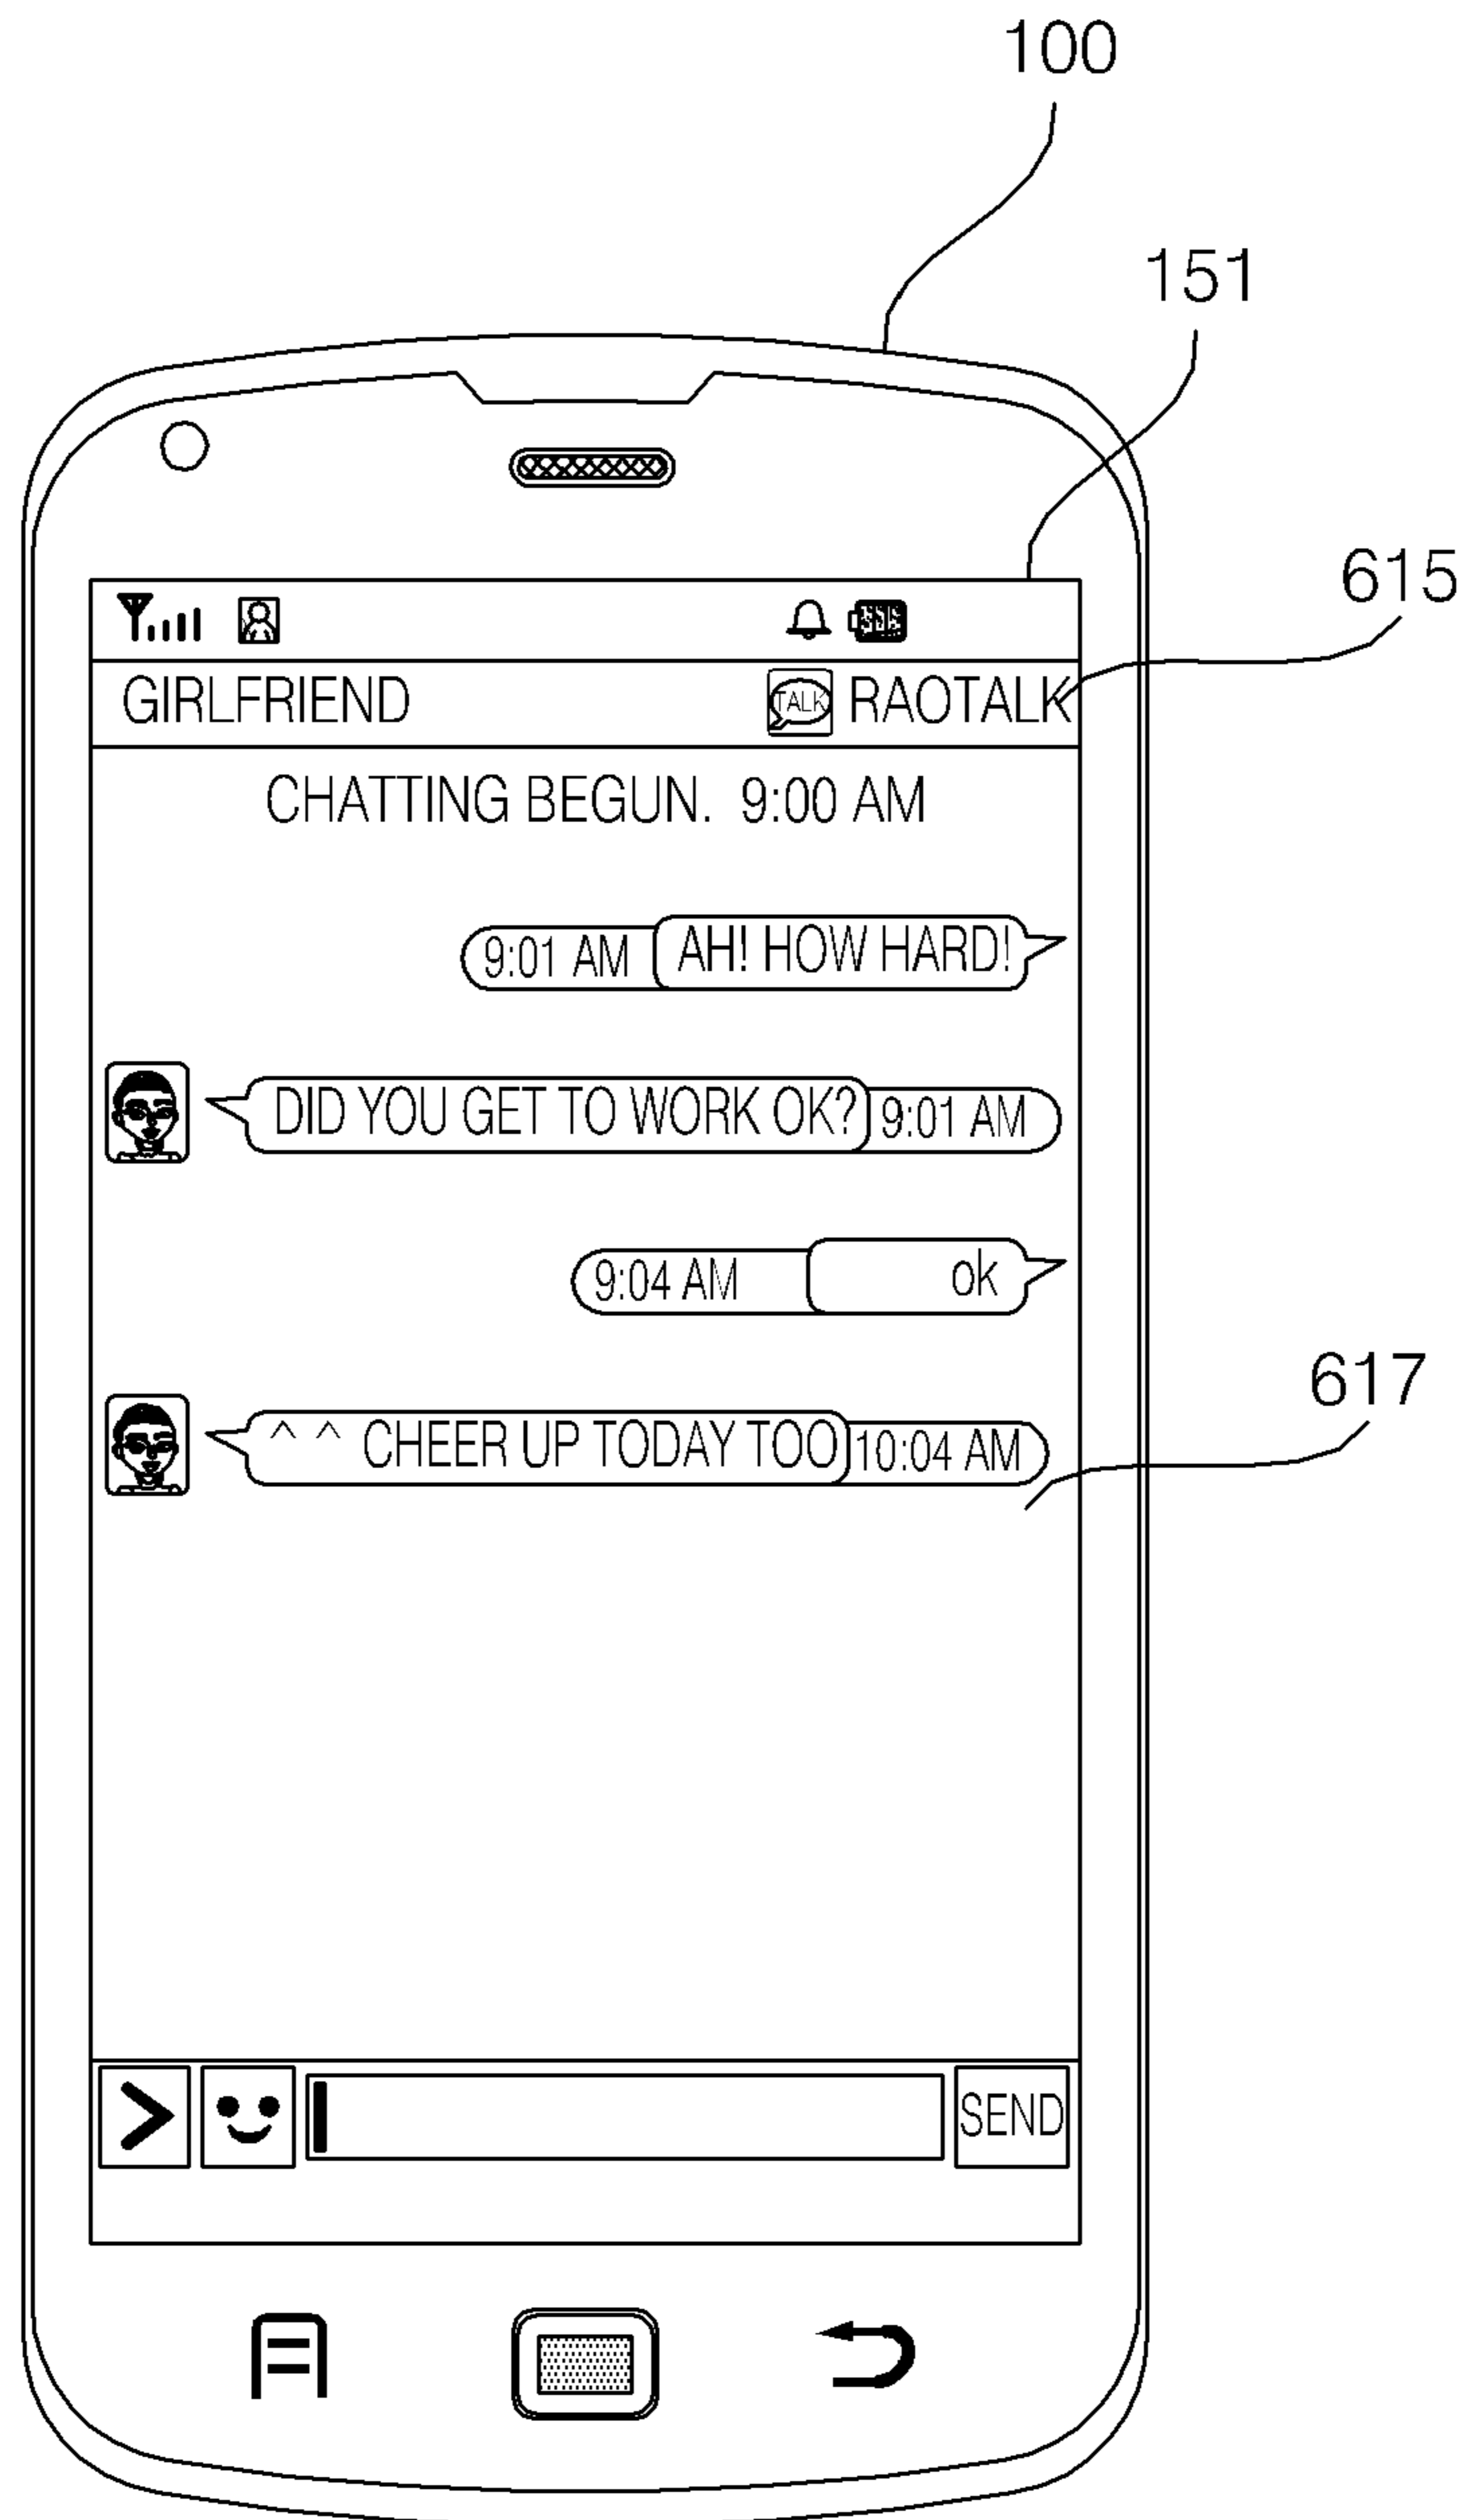 100
151
615
GIRLFRIEND TALK RAOTALK
CHATTING BEGUN. 9:00 AM
9:01 AM AH! HOW HARD!
DID YOU GET TO WORK OK? 9:01 AM
9:04 AM ok
617
^ ^ CHEER UP TODAY TOO 10:04 AM
SEND